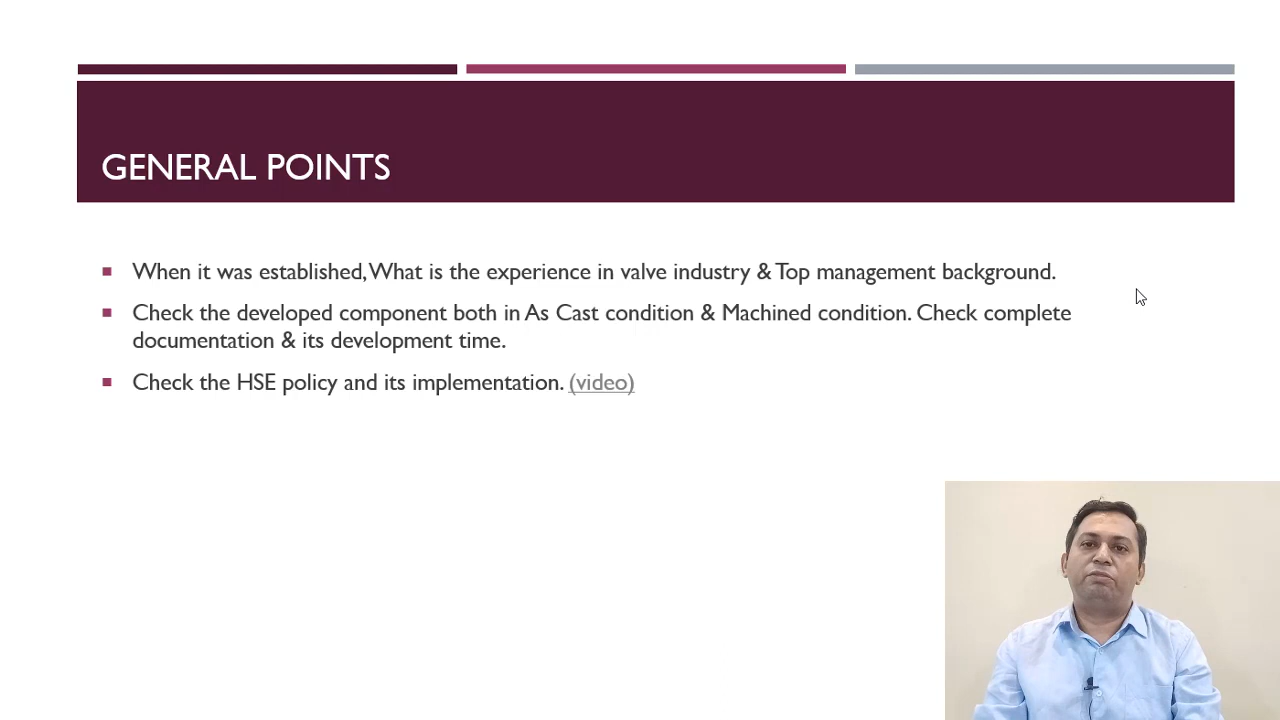 GENERAL POINTS
When it was established, What is the experience in valve industry & Top management background.
Check the developed component both in As Cast condition & Machined condition. Check complete
documentation & its development time.
Check the HSE policy and its implementation. (video)